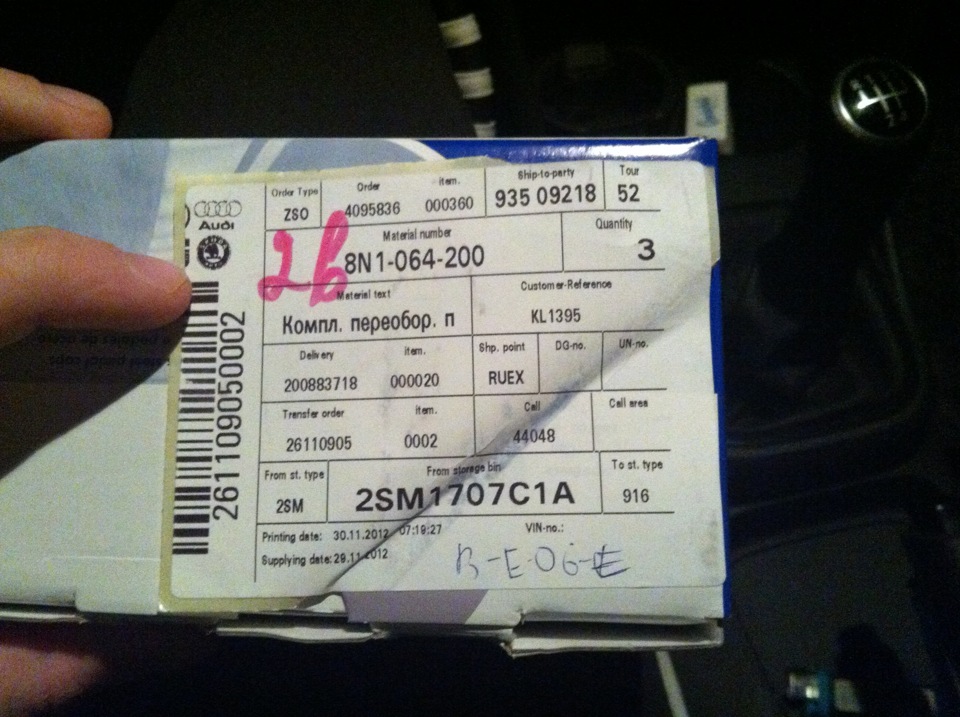 Order Type Order item. Ship-to-party Tour
ZSO 4095836 000360 935 09218 52
Audi
Material number Quantity
2b
8N1-064-200 3
Material text Customer-Reference
Компл. переобор. п KL1395
Delivery item. Shp. point DG-no. UN-no.
200883718 000020 RUEX
Transfer order item. Call Call area
26110905 0002 44048
From st. type From storage bin To st. type
2SM 2SM1707C1A 916
Printing date: 30.11.2012 07:19:27 VIN-no.:
Supplying date: 29.11.2012
B-E-06-E
261109050002